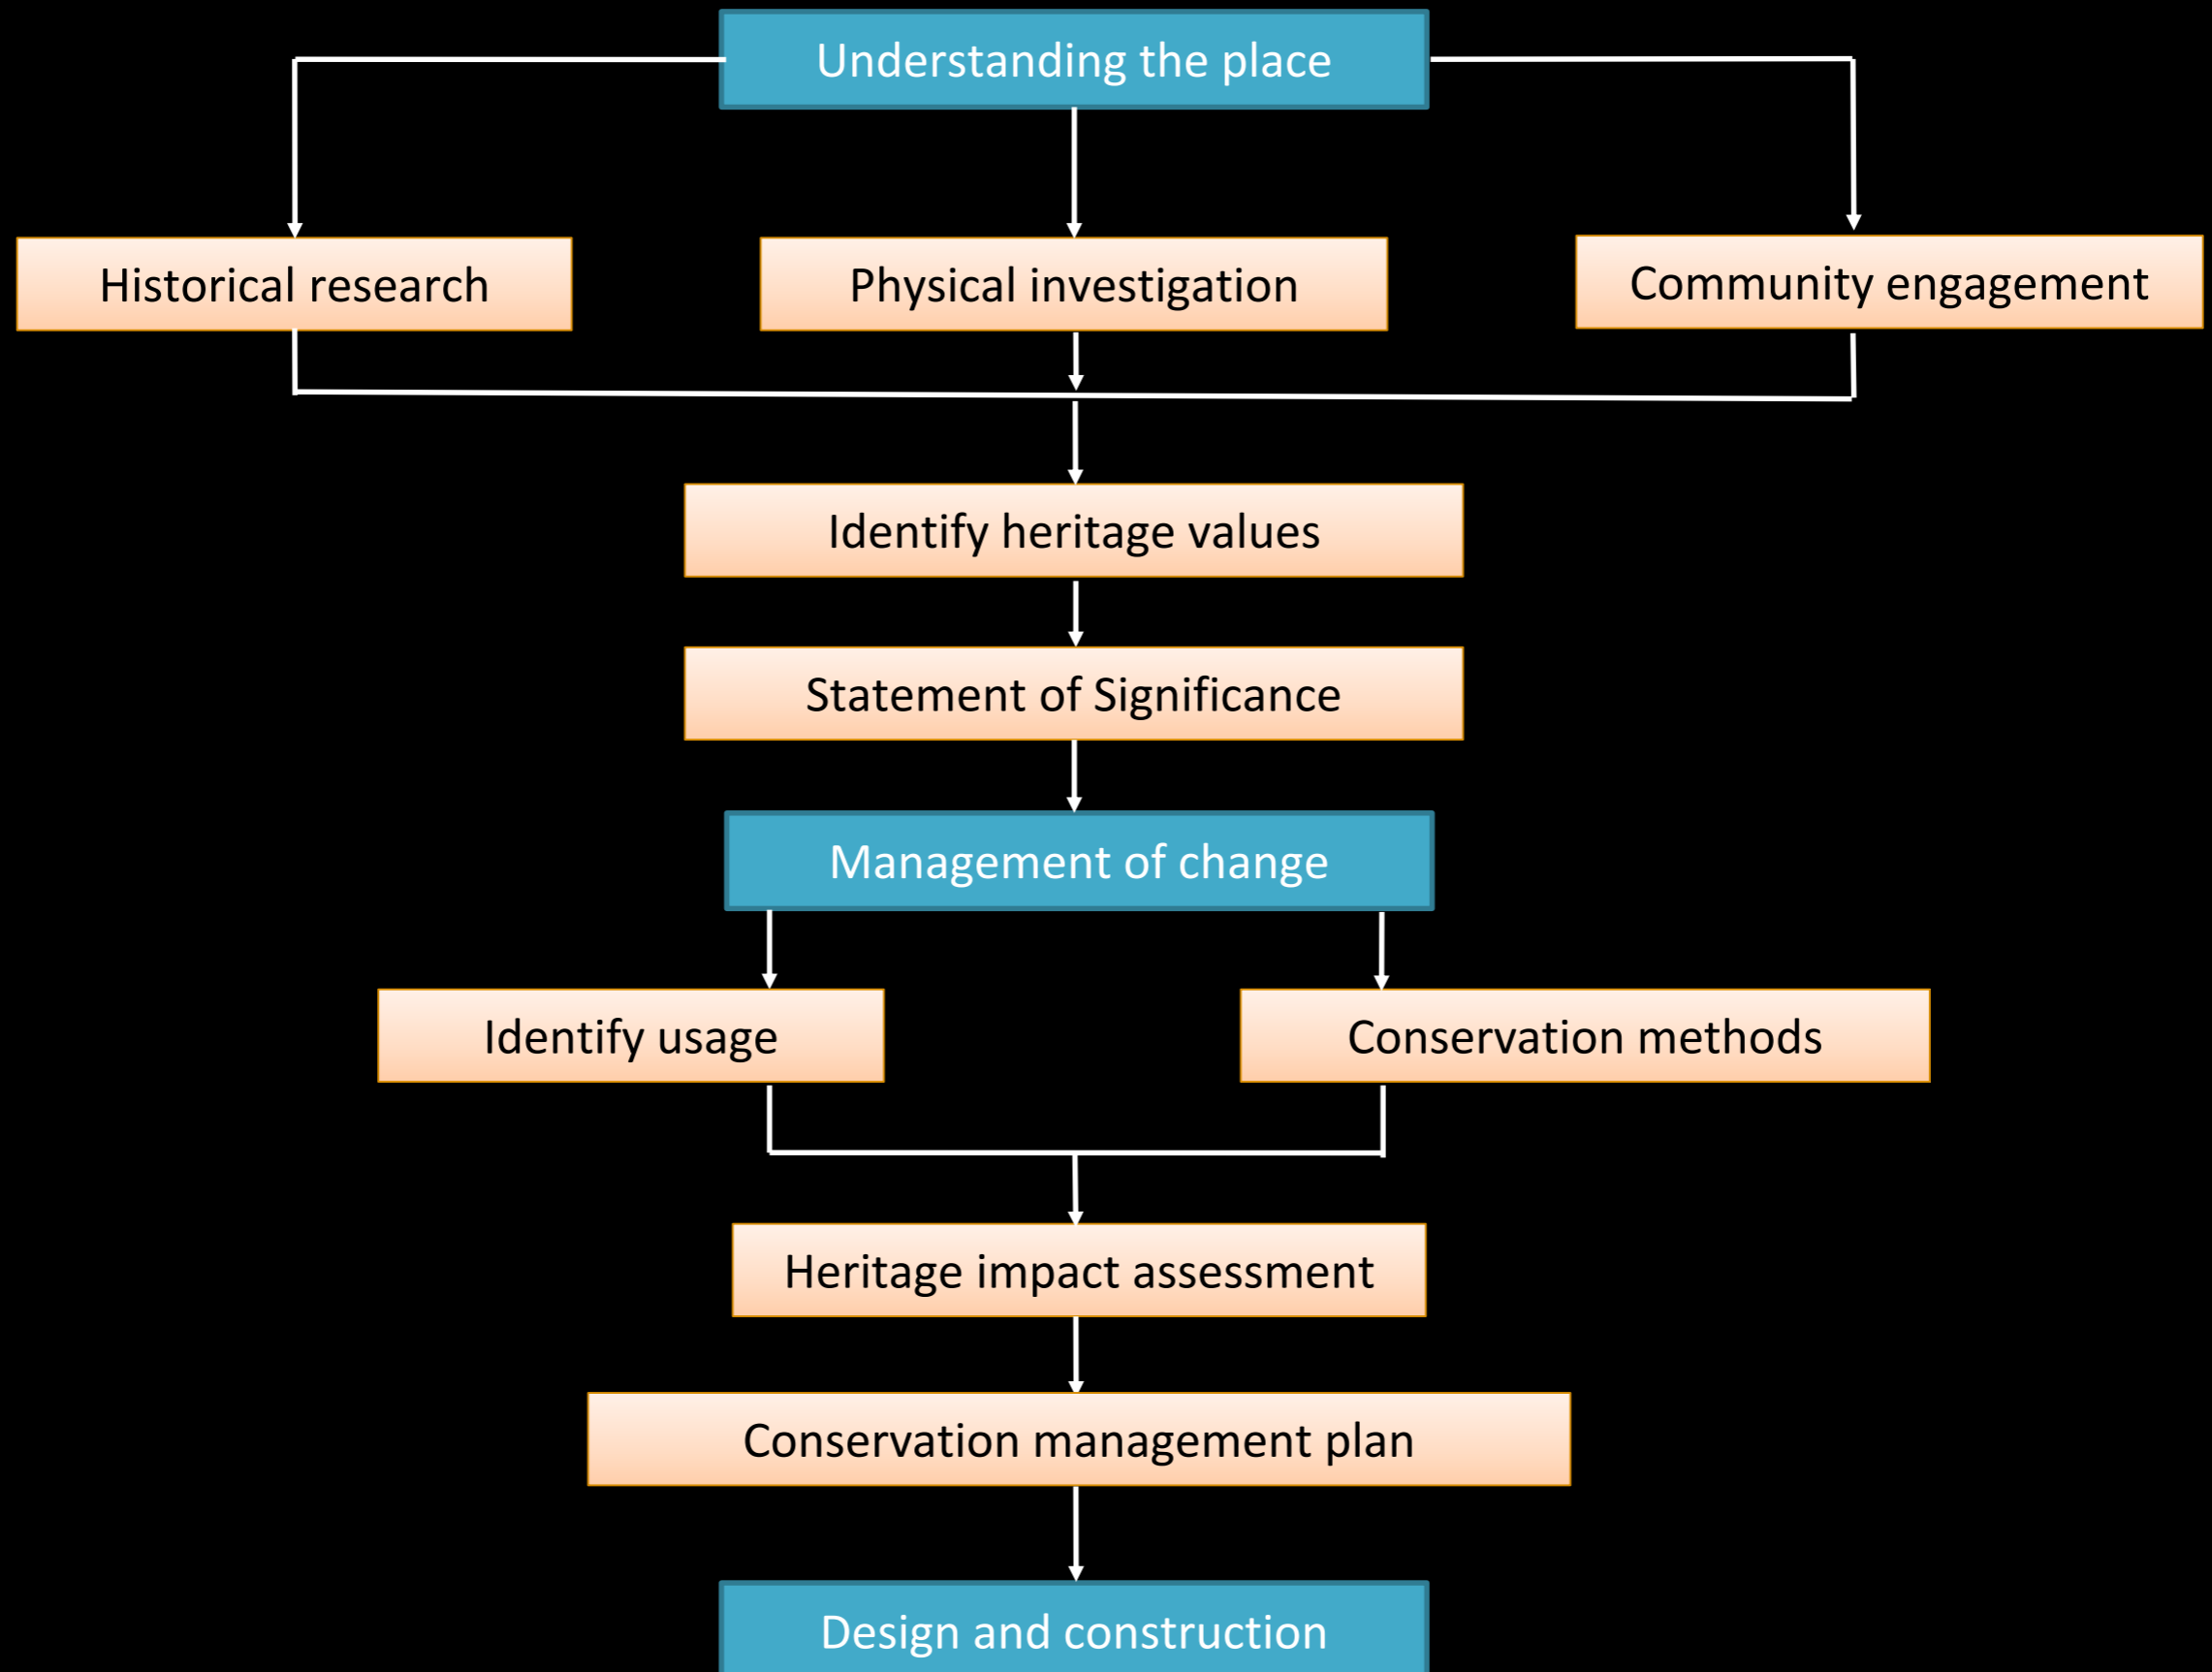 Understanding the place
Historical research
Physical investigation
Community engagement
Identify heritage values
Statement of Significance
Management of change
Identify usage
Conservation methods
Heritage impact assessment
Conservation management plan
Design and construction